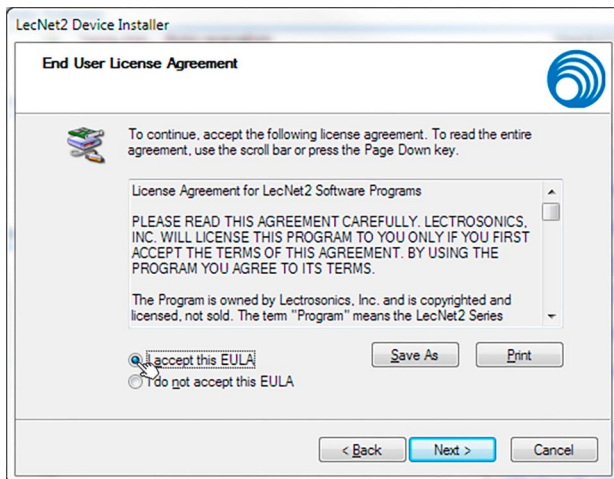 LecNet2 Device Installer
End User License Agreement
To continue, accept the following license agreement. To read the entire
agreement, use the scroll bar or press the Page Down key.
License Agreement for LecNet2 Software Programs
PLEASE READ THIS AGREEMENT CAREFULLY. LECTROSONICS,
INC. WILL LICENSE THIS PROGRAM TO YOU ONLY IF YOU FIRST
ACCEPT THE TERMS OF THIS AGREEMENT. BY USING THE
PROGRAM YOU AGREE TO ITS TERMS.
The Program is owned by Lectrosonics, Inc. and is copyrighted and
licensed, not sold. The term "Program" means the LecNet2 Series
I accept this EULA
I do not accept this EULA
Save As
Print
< Back
Next >
Cancel